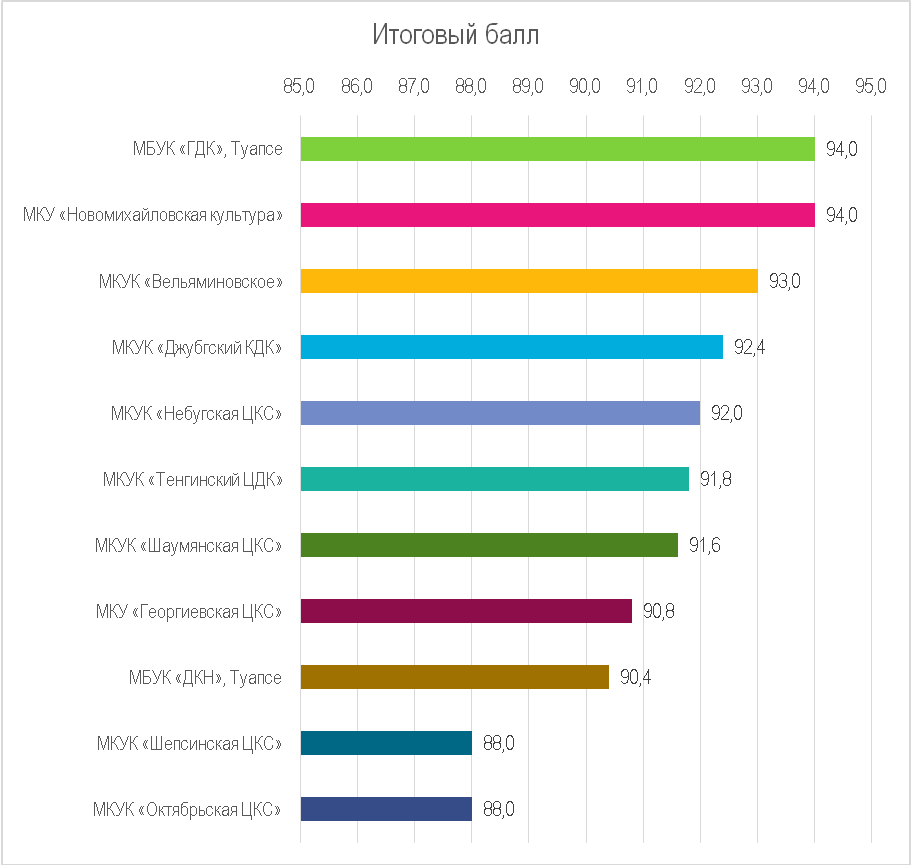 Итоговый балл
85,0 86,0 87,0 88,0 89,0 90,0 91,0 92,0 93,0 94,0 95,0
МБУК «ГДК», Туапсе 94,0
МКУ «Новомихайловская культура» 94,0
МКУК «Вельяминовское» 93,0
МКУК «Джубгский КДК» 92,4
МКУК «Небугская ЦКС» 92,0
МКУК «Тенгинский ЦДК» 91,8
МКУК «Шаумянская ЦКС» 91,6
МКУ «Георгиевская ЦКС» 90,8
МБУК «ДКН», Туапсе 90,4
МКУК «Шепсинская ЦКС» 88,0
МКУК «Октябрьская ЦКС» 88,0